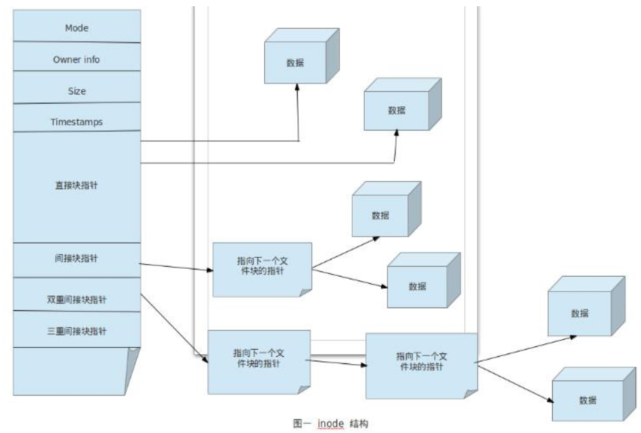 Mode
Owner info
Size
Timestamps
直接块指针
间接块指针
双重间接块指针
三重间接块指针
数据
数据
数据
指向下一个文
件块的指针
数据
指向下一个文
件块的指针
指向下一个文
件块的指针
数据
数据
图一 inode 结构